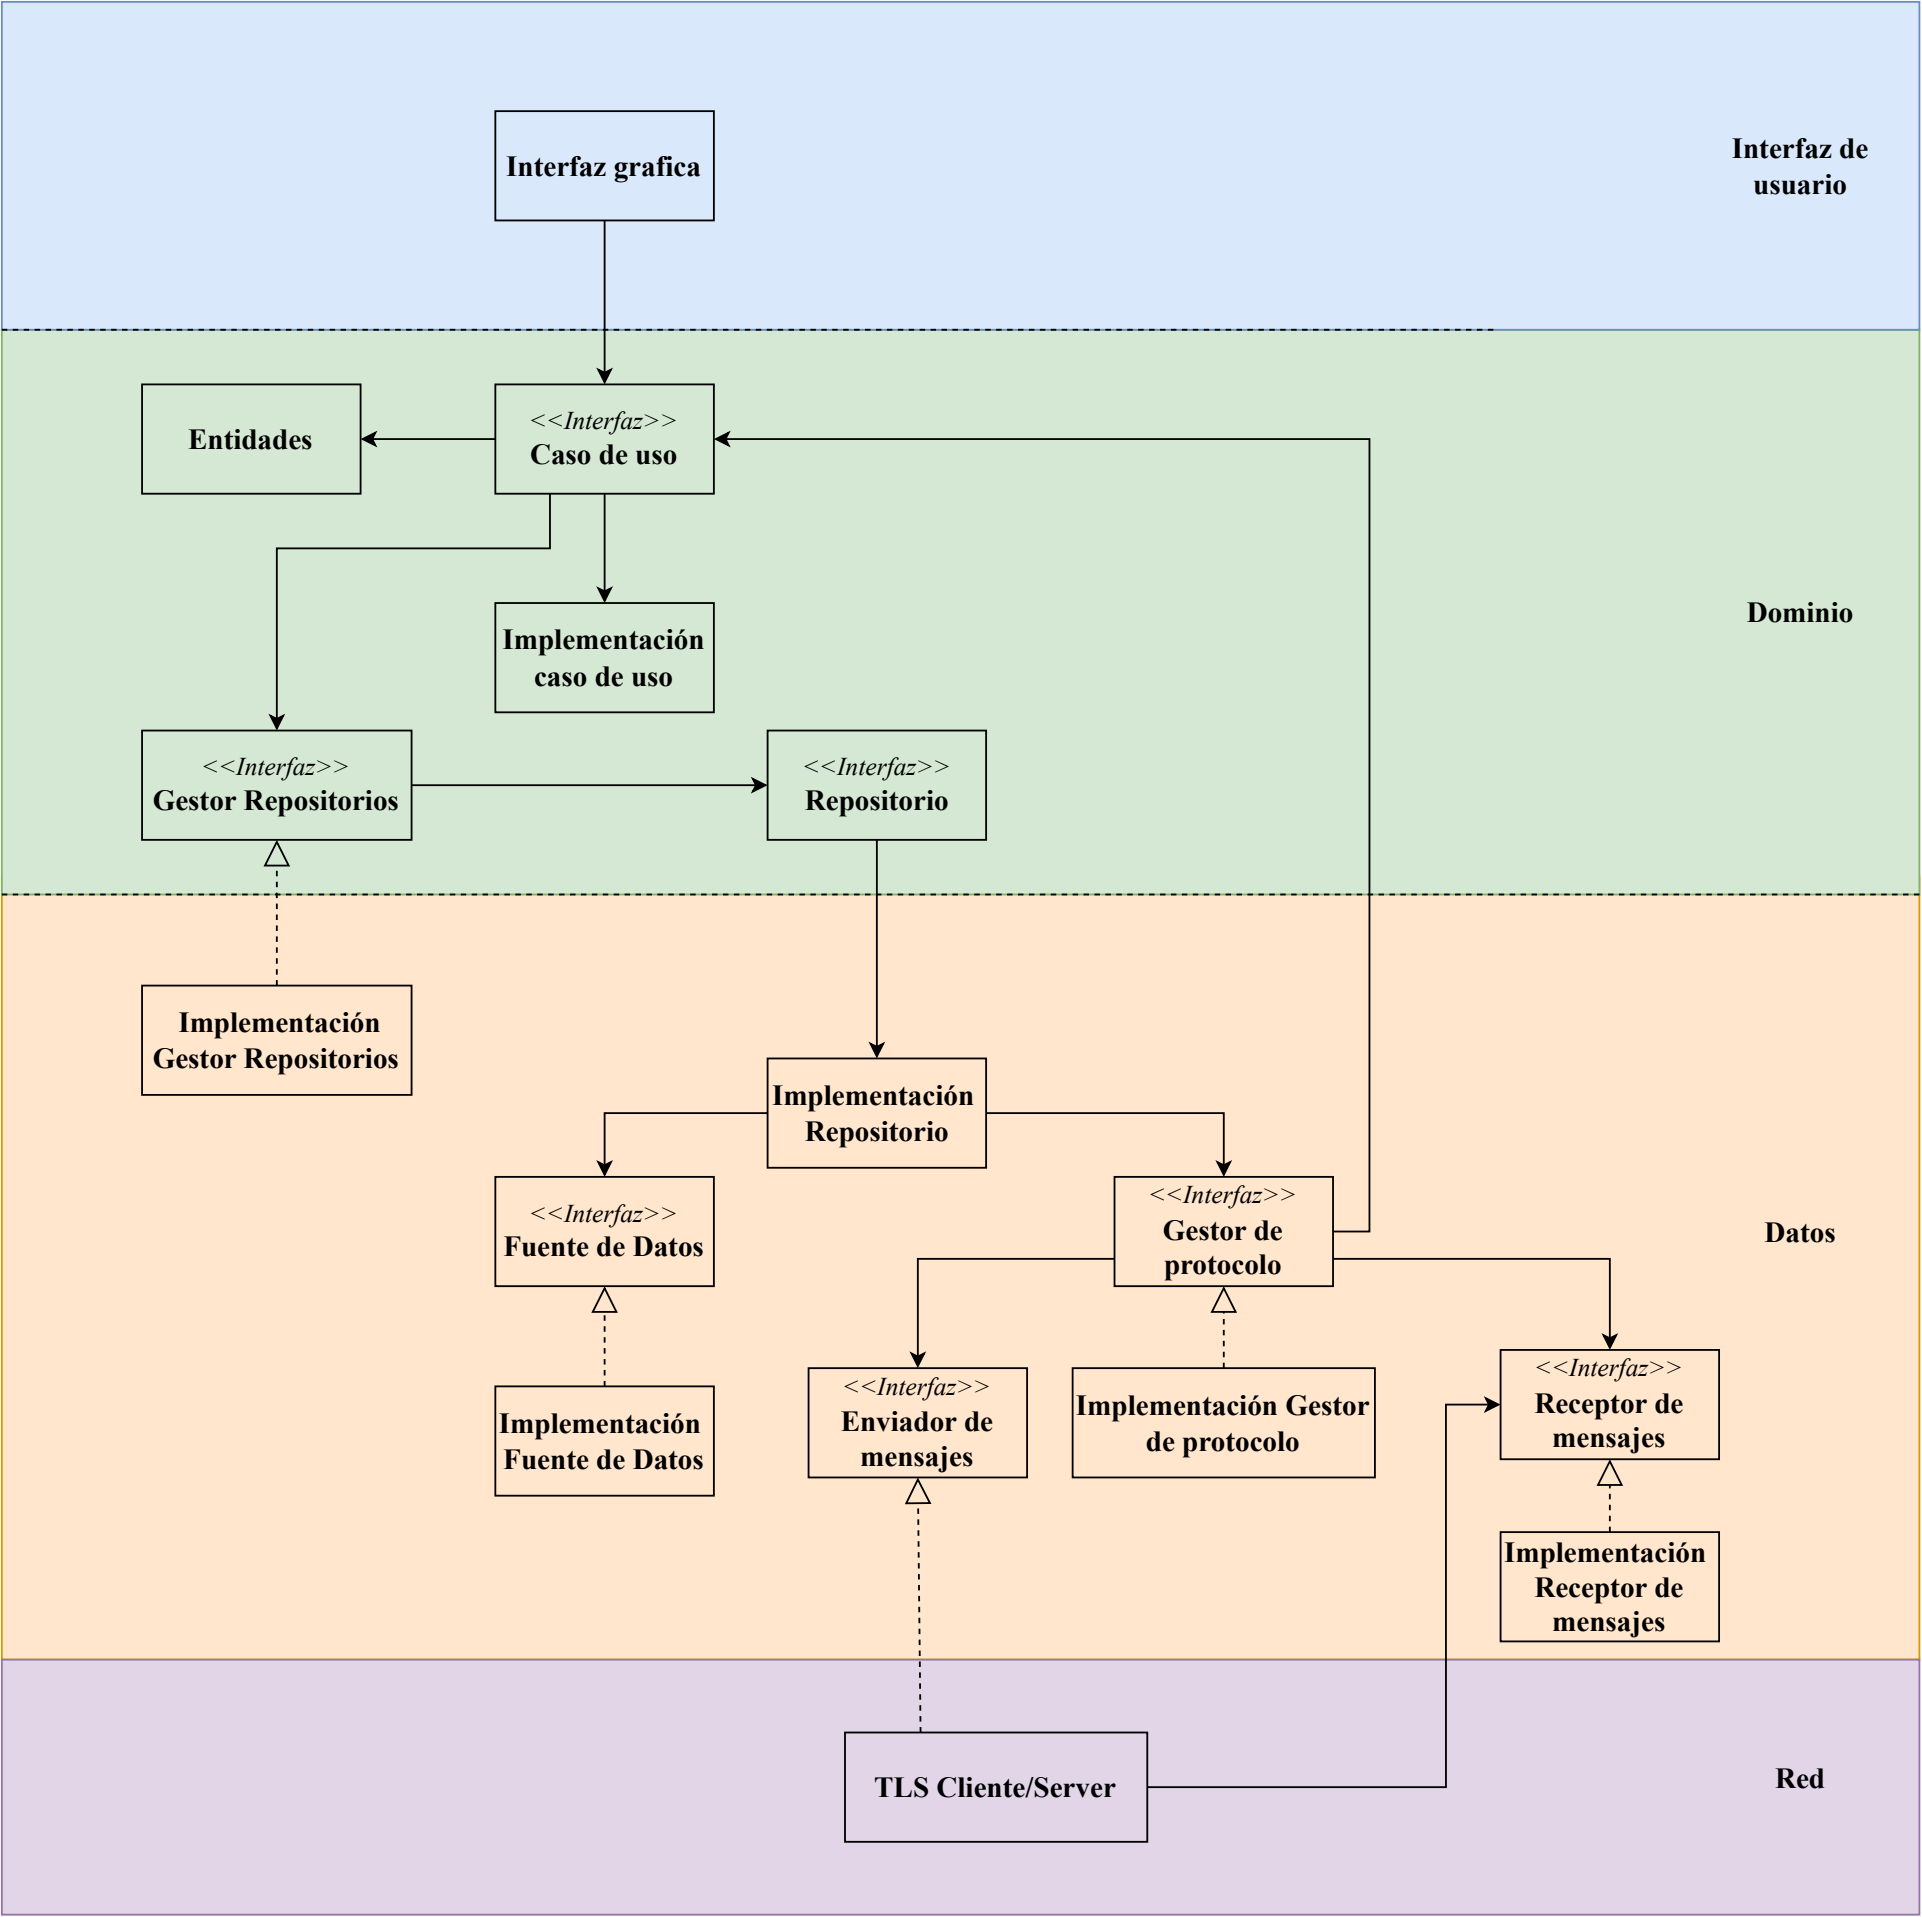 Interfaz grafica
Interfaz de
usuario
Entidades
<<Interfaz>>
Caso de uso
Implementación
caso de uso
Dominio
<<Interfaz>>
Gestor Repositorios
<<Interfaz>>
Repositorio
Implementación
Gestor Repositorios
Implementación
Repositorio
<<Interfaz>>
Fuente de Datos
<<Interfaz>>
Gestor de
protocolo
Datos
Implementación
Fuente de Datos
<<Interfaz>>
Enviador de
mensajes
Implementación Gestor
de protocolo
<<Interfaz>>
Receptor de
mensajes
Implementación
Receptor de
mensajes
TLS Cliente/Server
Red